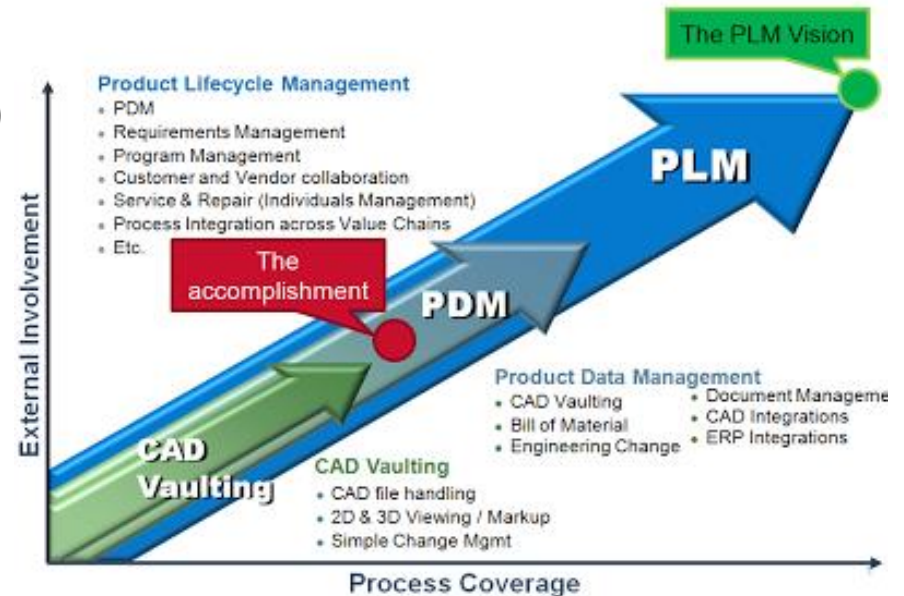 The PLM Vision
Product Lifecycle Management
• PDM
• Requirements Management
• Program Management
• Customer and Vendor collaboration
• Service & Repair (Individuals Management)
• Process Integration across Value Chains
• Etc.
PLM
The
accomplishment
PDM
External Involvement
Product Data Management
• CAD Vaulting
• Bill of Material
• Engineering Change
• Document Manageme
• CAD Integrations
• ERP Integrations
CAD
Vaulting
CAD Vaulting
• CAD file handling
• 2D & 3D Viewing / Markup
• Simple Change Mgmt
Process Coverage